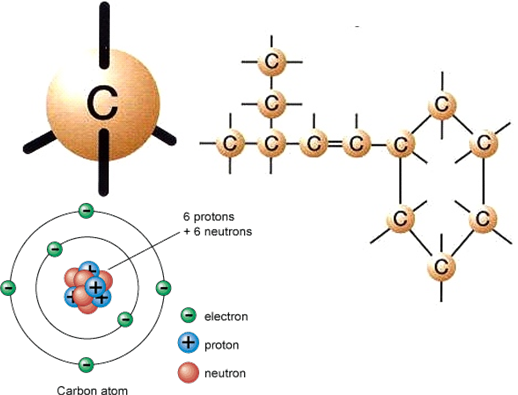 C
C
C
C C C C C
C C
C C
C
6 protons
+ 6 neutrons
- electron
+ proton
neutron
Carbon atom